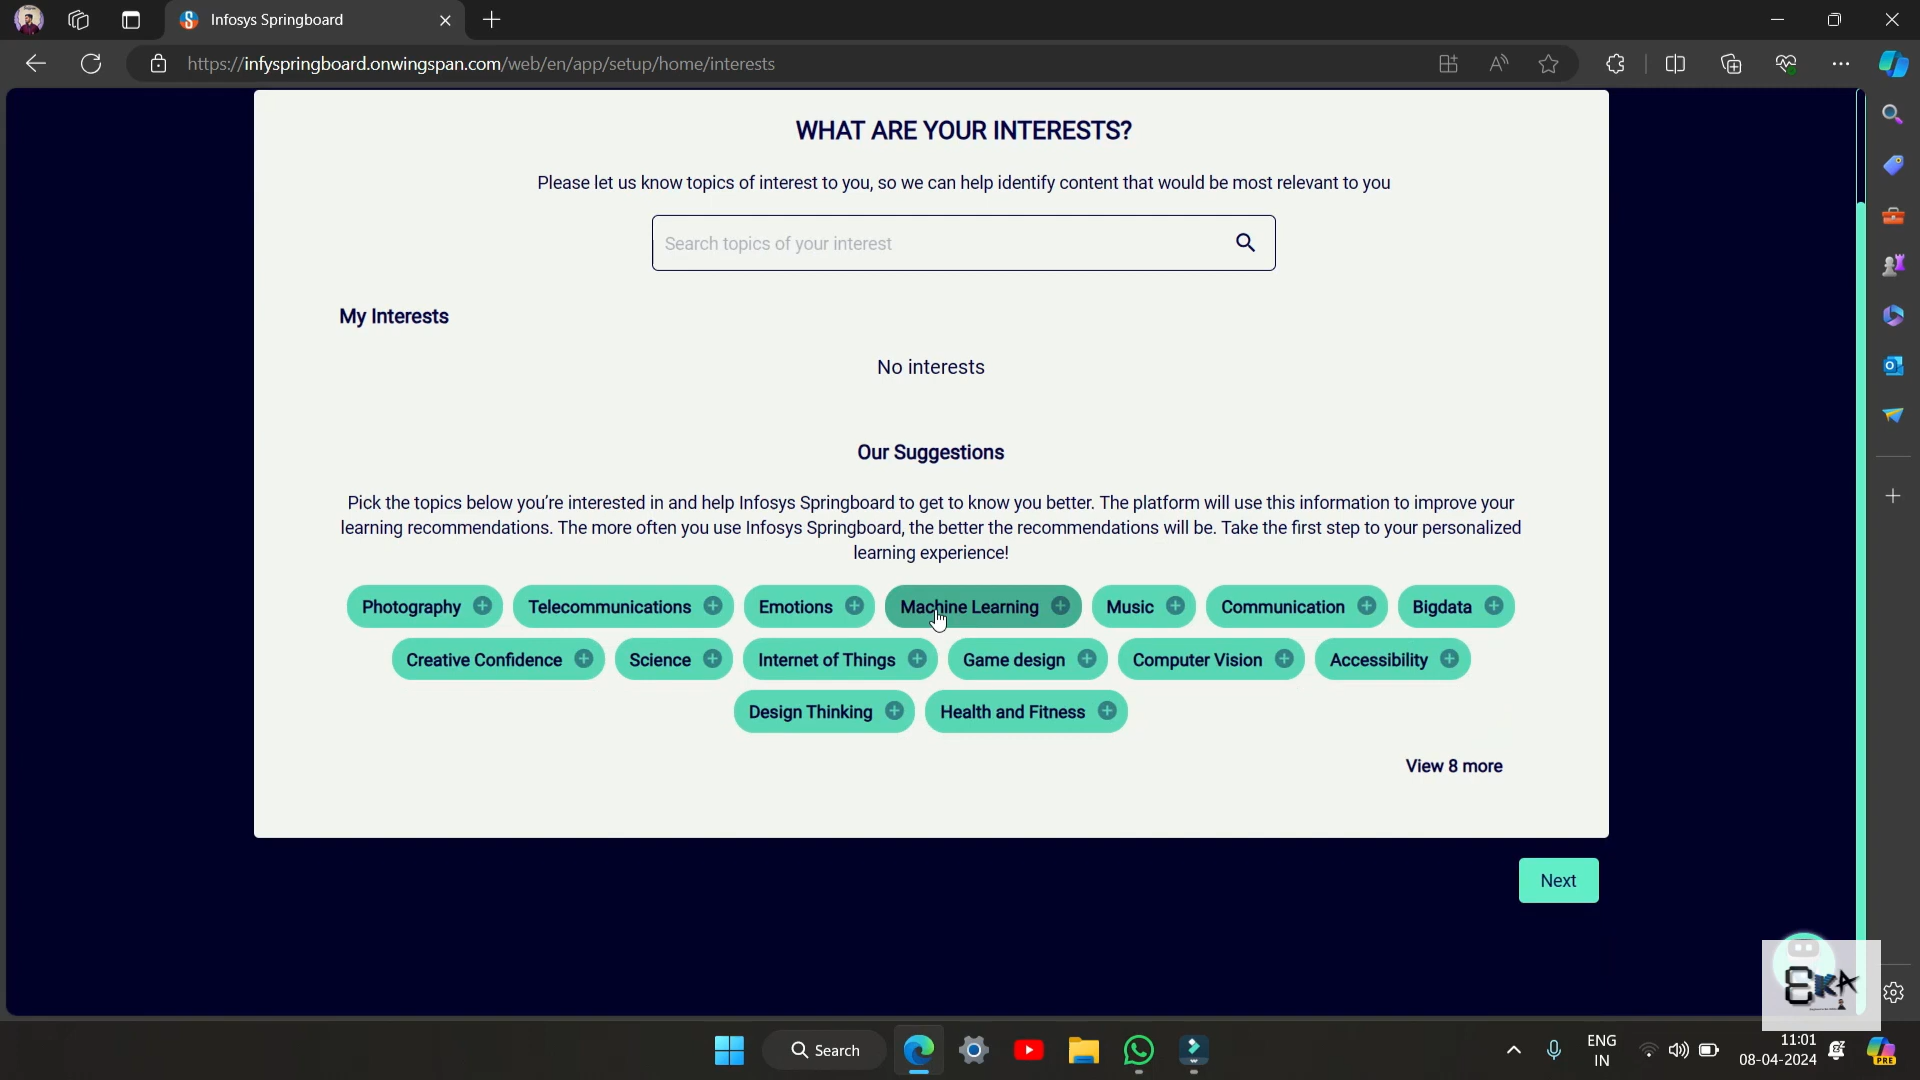 Infosys Springboard
https://infyspringboard.onwingspan.com/web/en/app/setup/home/interests
WHAT ARE YOUR INTERESTS?
Please let us know topics of interest to you, so we can help identify content that would be most relevant to you
Search topics of your interest
My Interests
No interests
Our Suggestions
Pick the topics below you're interested in and help Infosys Springboard to get to know you better. The platform will use this information to improve your
learning recommendations. The more often you use Infosys Springboard, the better the recommendations will be. Take the first step to your personalized
learning experience!
Photography Telecommunications Emotions Machine Learning Music Communication Bigdata
Creative Confidence Science Internet of Things Game design Computer Vision Accessibility
Design Thinking Health and Fitness
View 8 more
Next
EKA
Search
ENG
IN
11:01
08-04-2024
PRE